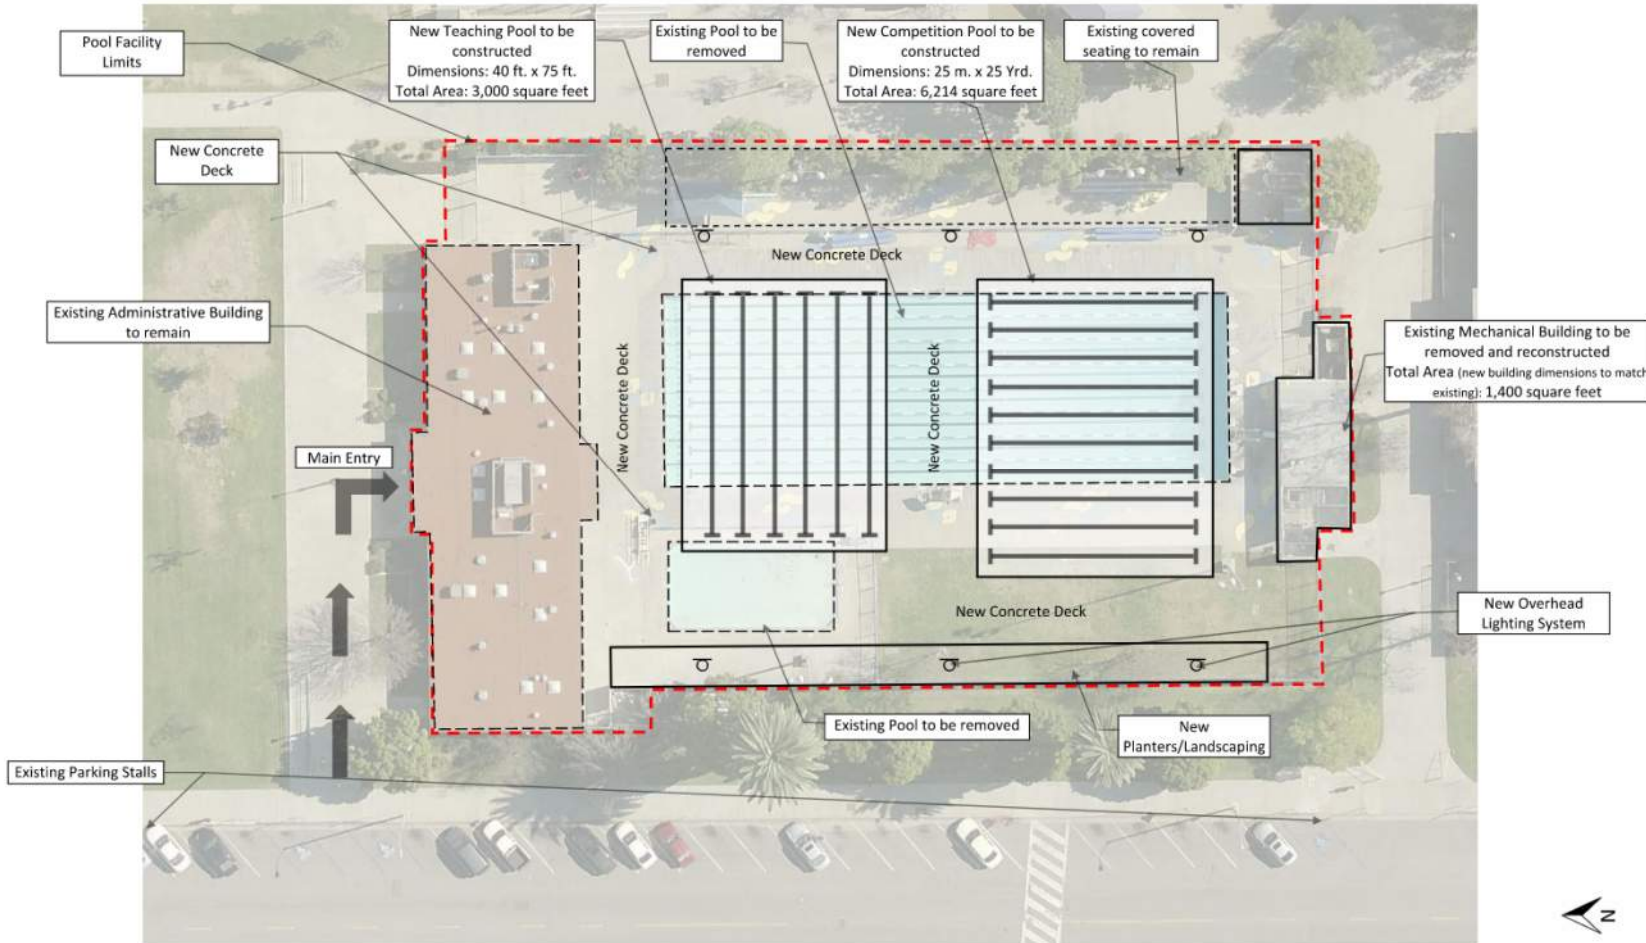 Pool Facility
Limits
New Teaching Pool to be
constructed
Dimensions: 40 ft. x 75 ft.
Total Area: 3,000 square feet
Existing Pool to be
removed
New Competition Pool to be
constructed
Dimensions: 25 m. x 25 Yrd.
Total Area: 6,214 square feet
Existing covered
seating to remain
New Concrete
Deck
New Concrete Deck
Existing Administrative Building
to remain
New Concrete Deck
New Concrete Deck
Existing Mechanical Building to be
removed and reconstructed
Total Area (new building dimensions to match
existing): 1,400 square feet
Main Entry
New Concrete Deck
New Overhead
Lighting System
Existing Pool to be removed
New
Planters/Landscaping
Existing Parking Stalls
N